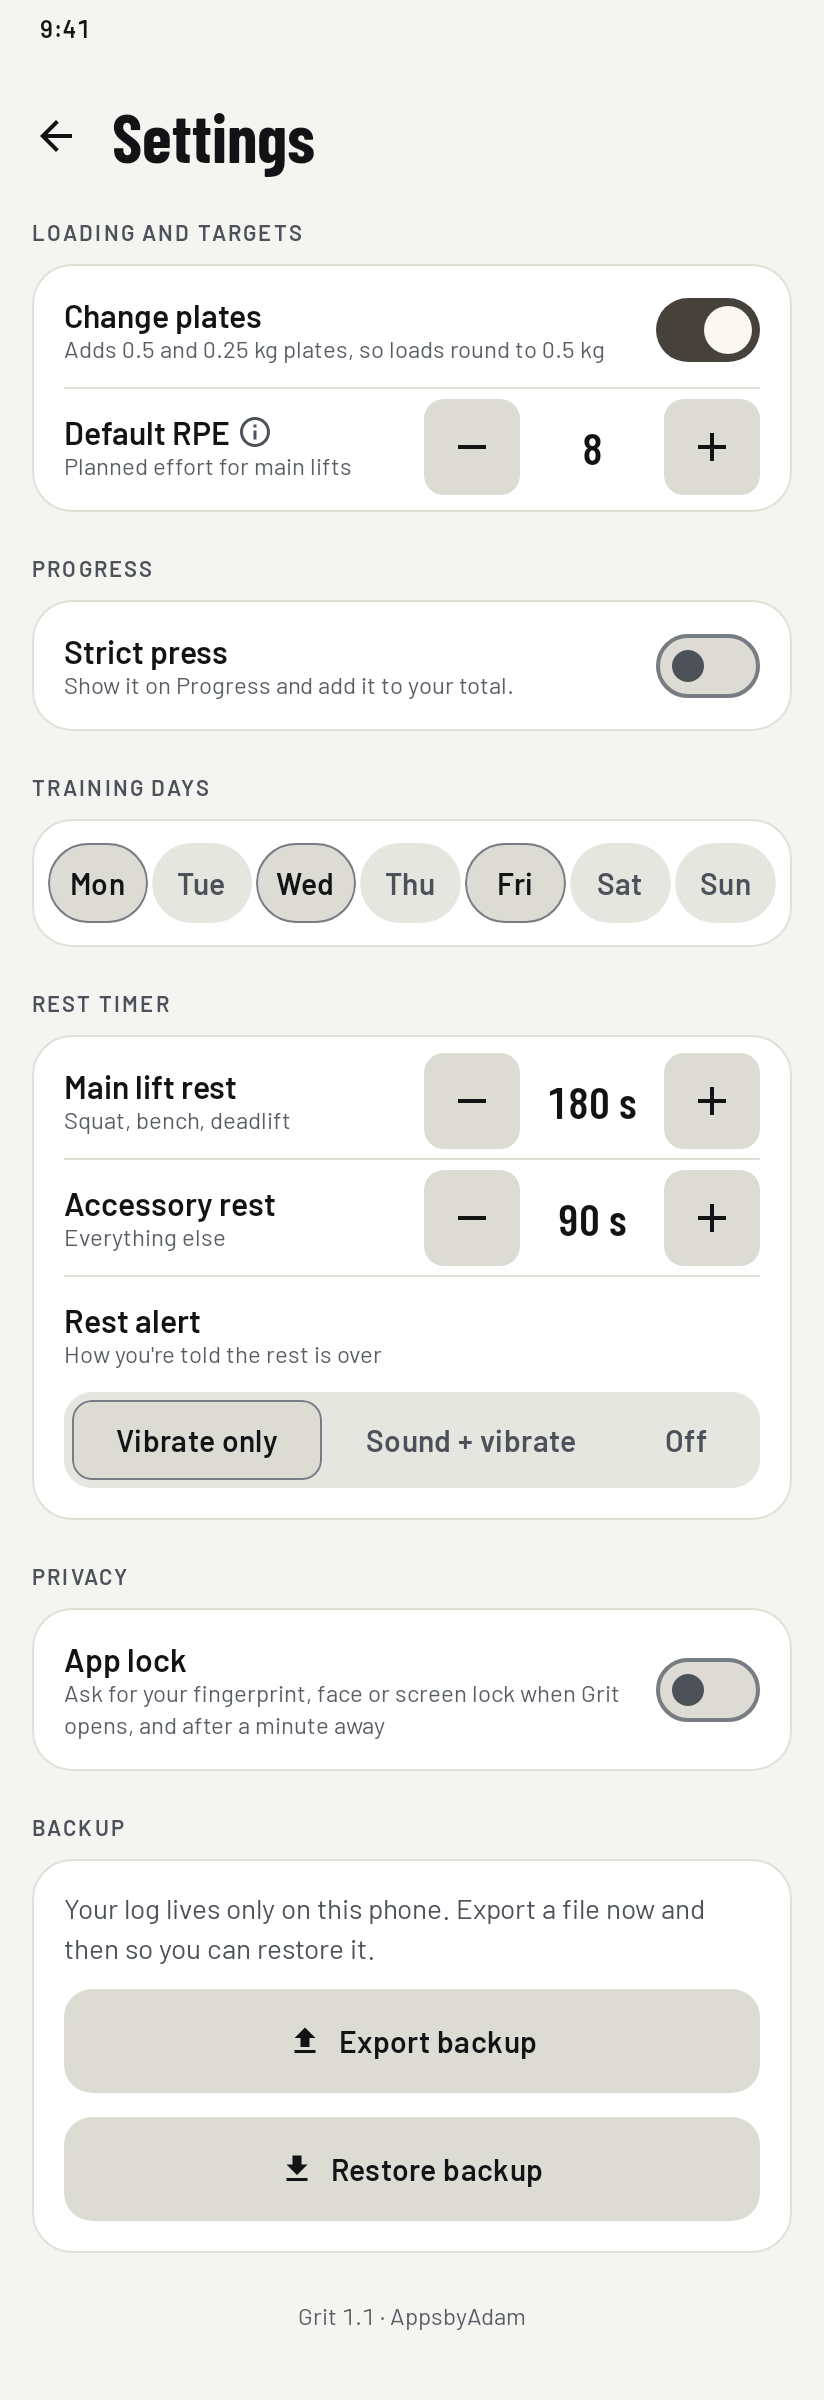 9:41
Settings
LOADING AND TARGETS
Change plates
Adds 0.5 and 0.25 kg plates, so loads round to 0.5 kg
Default RPE
Planned effort for main lifts
8
PROGRESS
Strict press
Show it on Progress and add it to your total.
TRAINING DAYS
Mon Tue Wed Thu Fri Sat Sun
REST TIMER
Main lift rest
Squat, bench, deadlift
180 s
Accessory rest
Everything else
90 s
Rest alert
How you're told the rest is over
Vibrate only Sound + vibrate Off
PRIVACY
App lock
Ask for your fingerprint, face or screen lock when Grit
opens, and after a minute away
BACKUP
Your log lives only on this phone. Export a file now and
then so you can restore it.
Export backup
Restore backup
Grit 1.1 · AppsbyAdam